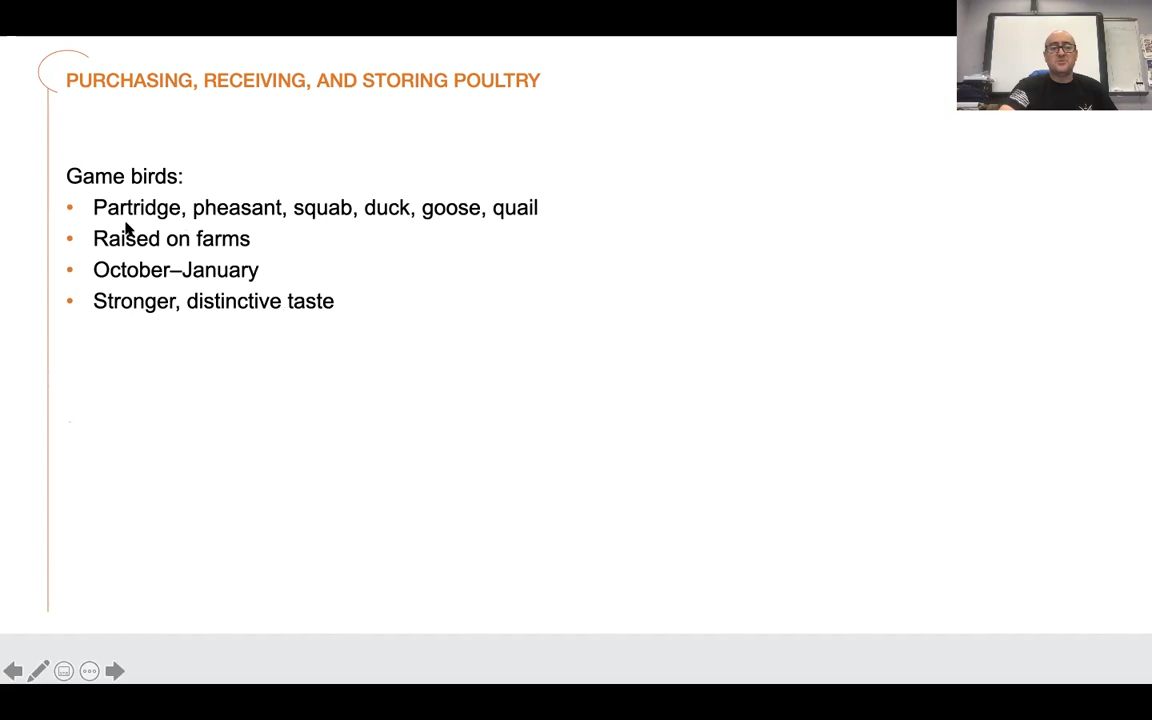 PURCHASING, RECEIVING, AND STORING POULTRY
Game birds:
• Partridge, pheasant, squab, duck, goose, quail
• Raised on farms
• October–January
• Stronger, distinctive taste